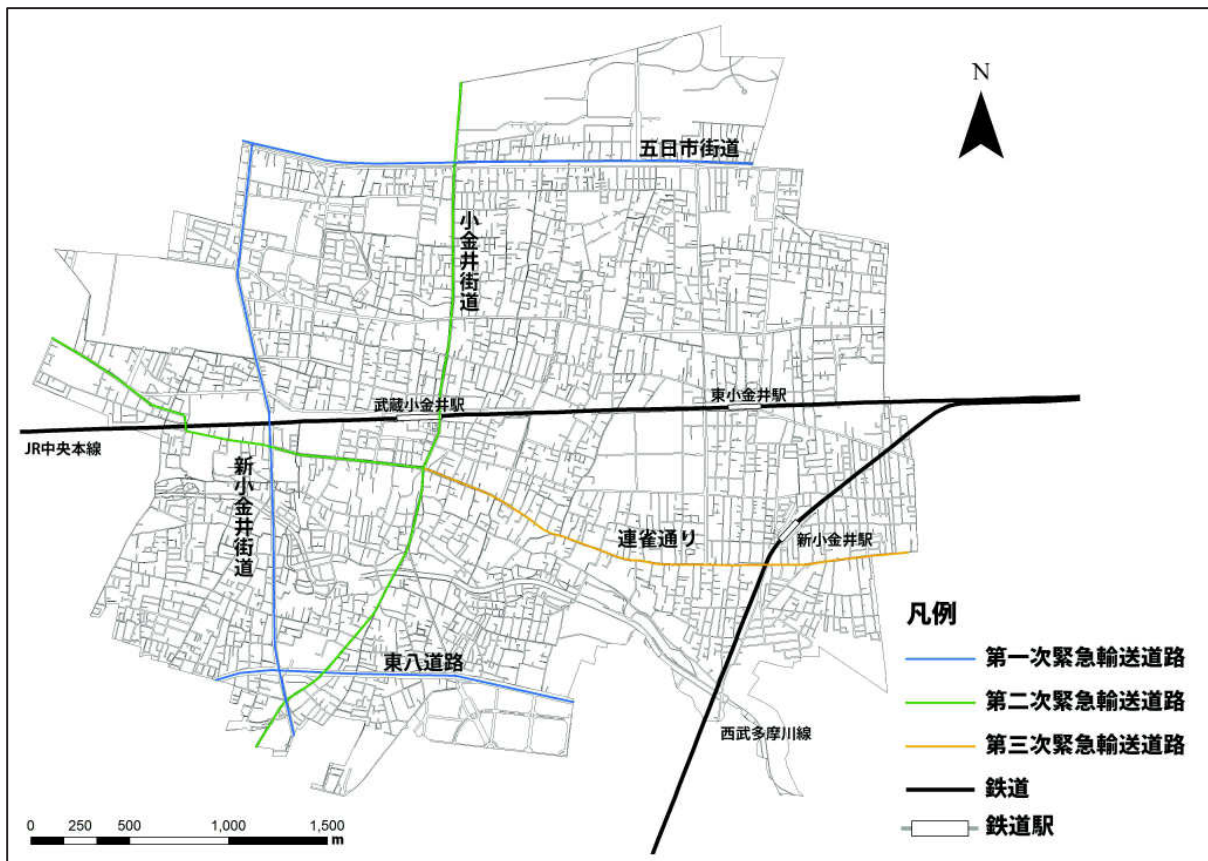 N
五日市街道
小金井街道
東小金井駅
武蔵小金井駅
JR中央本線
新小金井街道
連雀通り
新小金井駅
東八道路
西武多摩川線
凡例
第一次緊急輸送道路
第二次緊急輸送道路
第三次緊急輸送道路
鉄道
鉄道駅
0 250 500 1,000 1,500
m